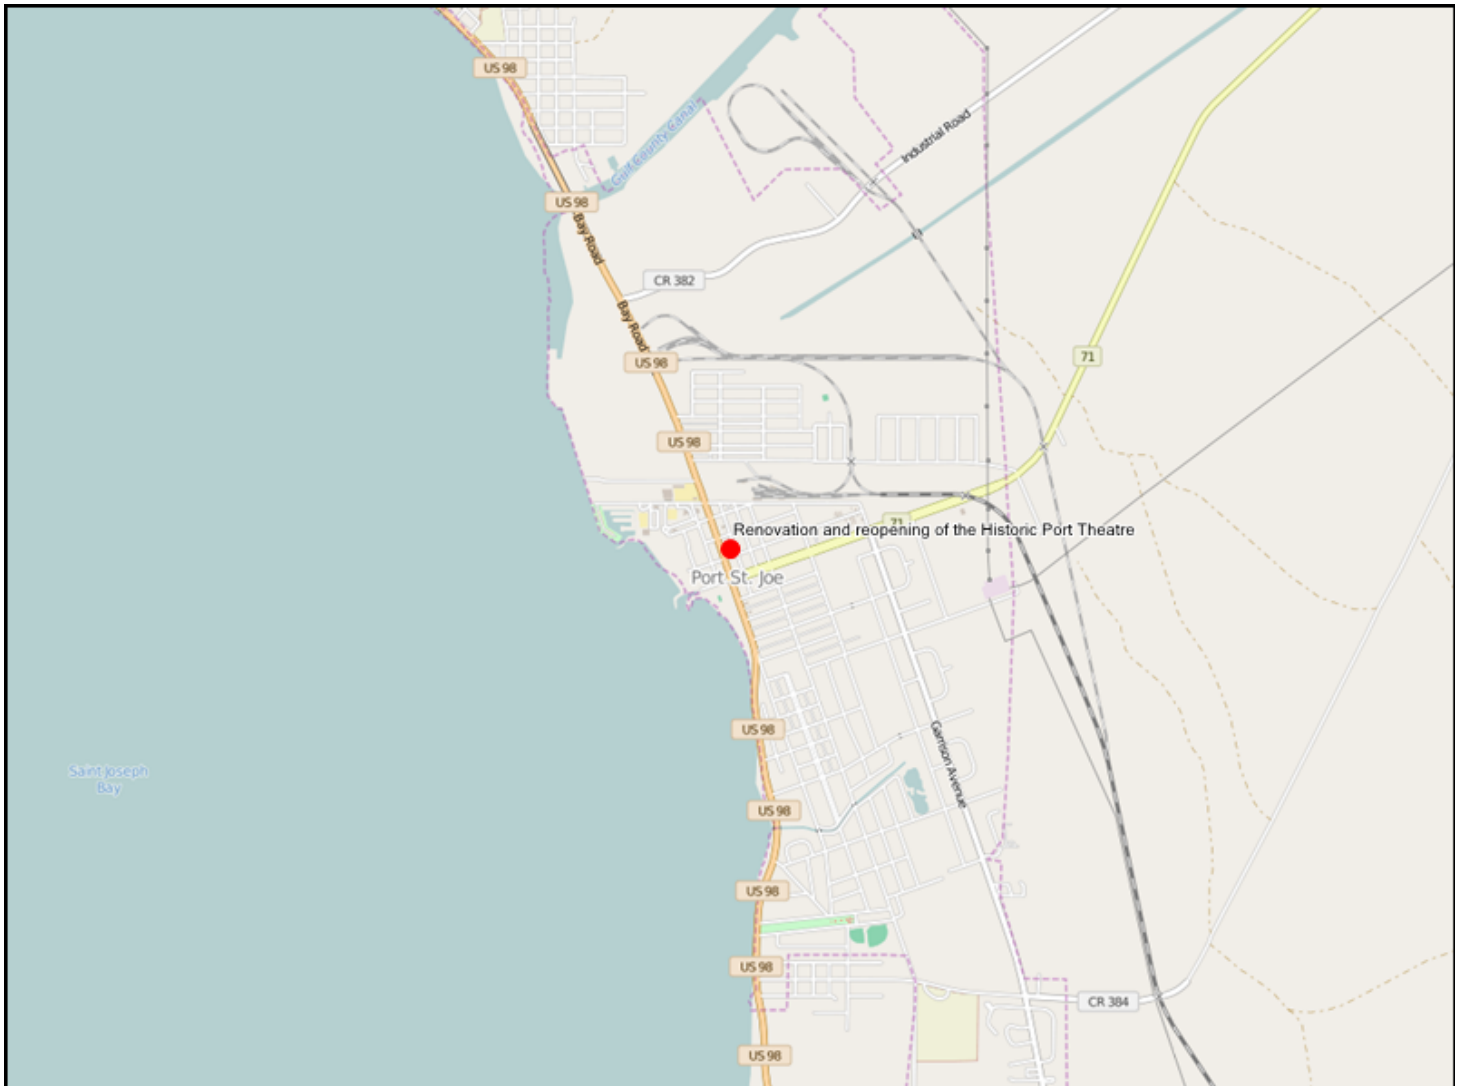 US 98
Gulf County Canal
Industrial Road
US 98
Bay Road
CR 382
Bay Road
US 98
71
US 98
71
Renovation and reopening of the Historic Port Theatre
Port St. Joe
US 98
Garrison Avenue
Saint Joseph
Bay
US 98
US 98
US 98
CR 384
US 98